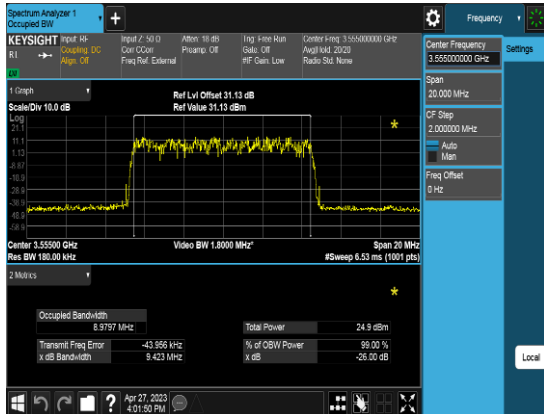 Spectrum Analyzer 1
Occupied BW
+
Frequency
KEYSIGHT
R1
LXI
Input: RF
Coupling: DC
Align: Off
Input Z: 50 Ω
Corr CCorr
Freq Ref: External
Atten: 18 dB
Preamp: Off
Trig: Free Run
Gate: Off
#IF Gain: Low
Center Freq: 3.555000000 GHz
Avg|Hold: 20/20
Radio Std: None
Center Frequency
3.555000000 GHz
Settings
Span
20.000 MHz
CF Step
2.000000 MHz
Auto
Man
Freq Offset
0 Hz
1 Graph
Scale/Div 10.0 dB
Ref Lvl Offset 31.13 dB
Ref Value 31.13 dBm
Log
21.1
11.1
1.13
-8.87
-18.9
-28.9
-38.9
-48.9
-58.9
Center 3.55500 GHz
Res BW 180.00 kHz
Video BW 1.8000 MHz*
Span 20 MHz
#Sweep 6.53 ms (1001 pts)
2 Metrics
Occupied Bandwidth
8.9797 MHz
Total Power 24.9 dBm
Transmit Freq Error -43.956 kHz
% of OBW Power 99.00 %
x dB Bandwidth 9.423 MHz
x dB -26.00 dB
Local
?
Apr 27, 2023
4:01:50 PM